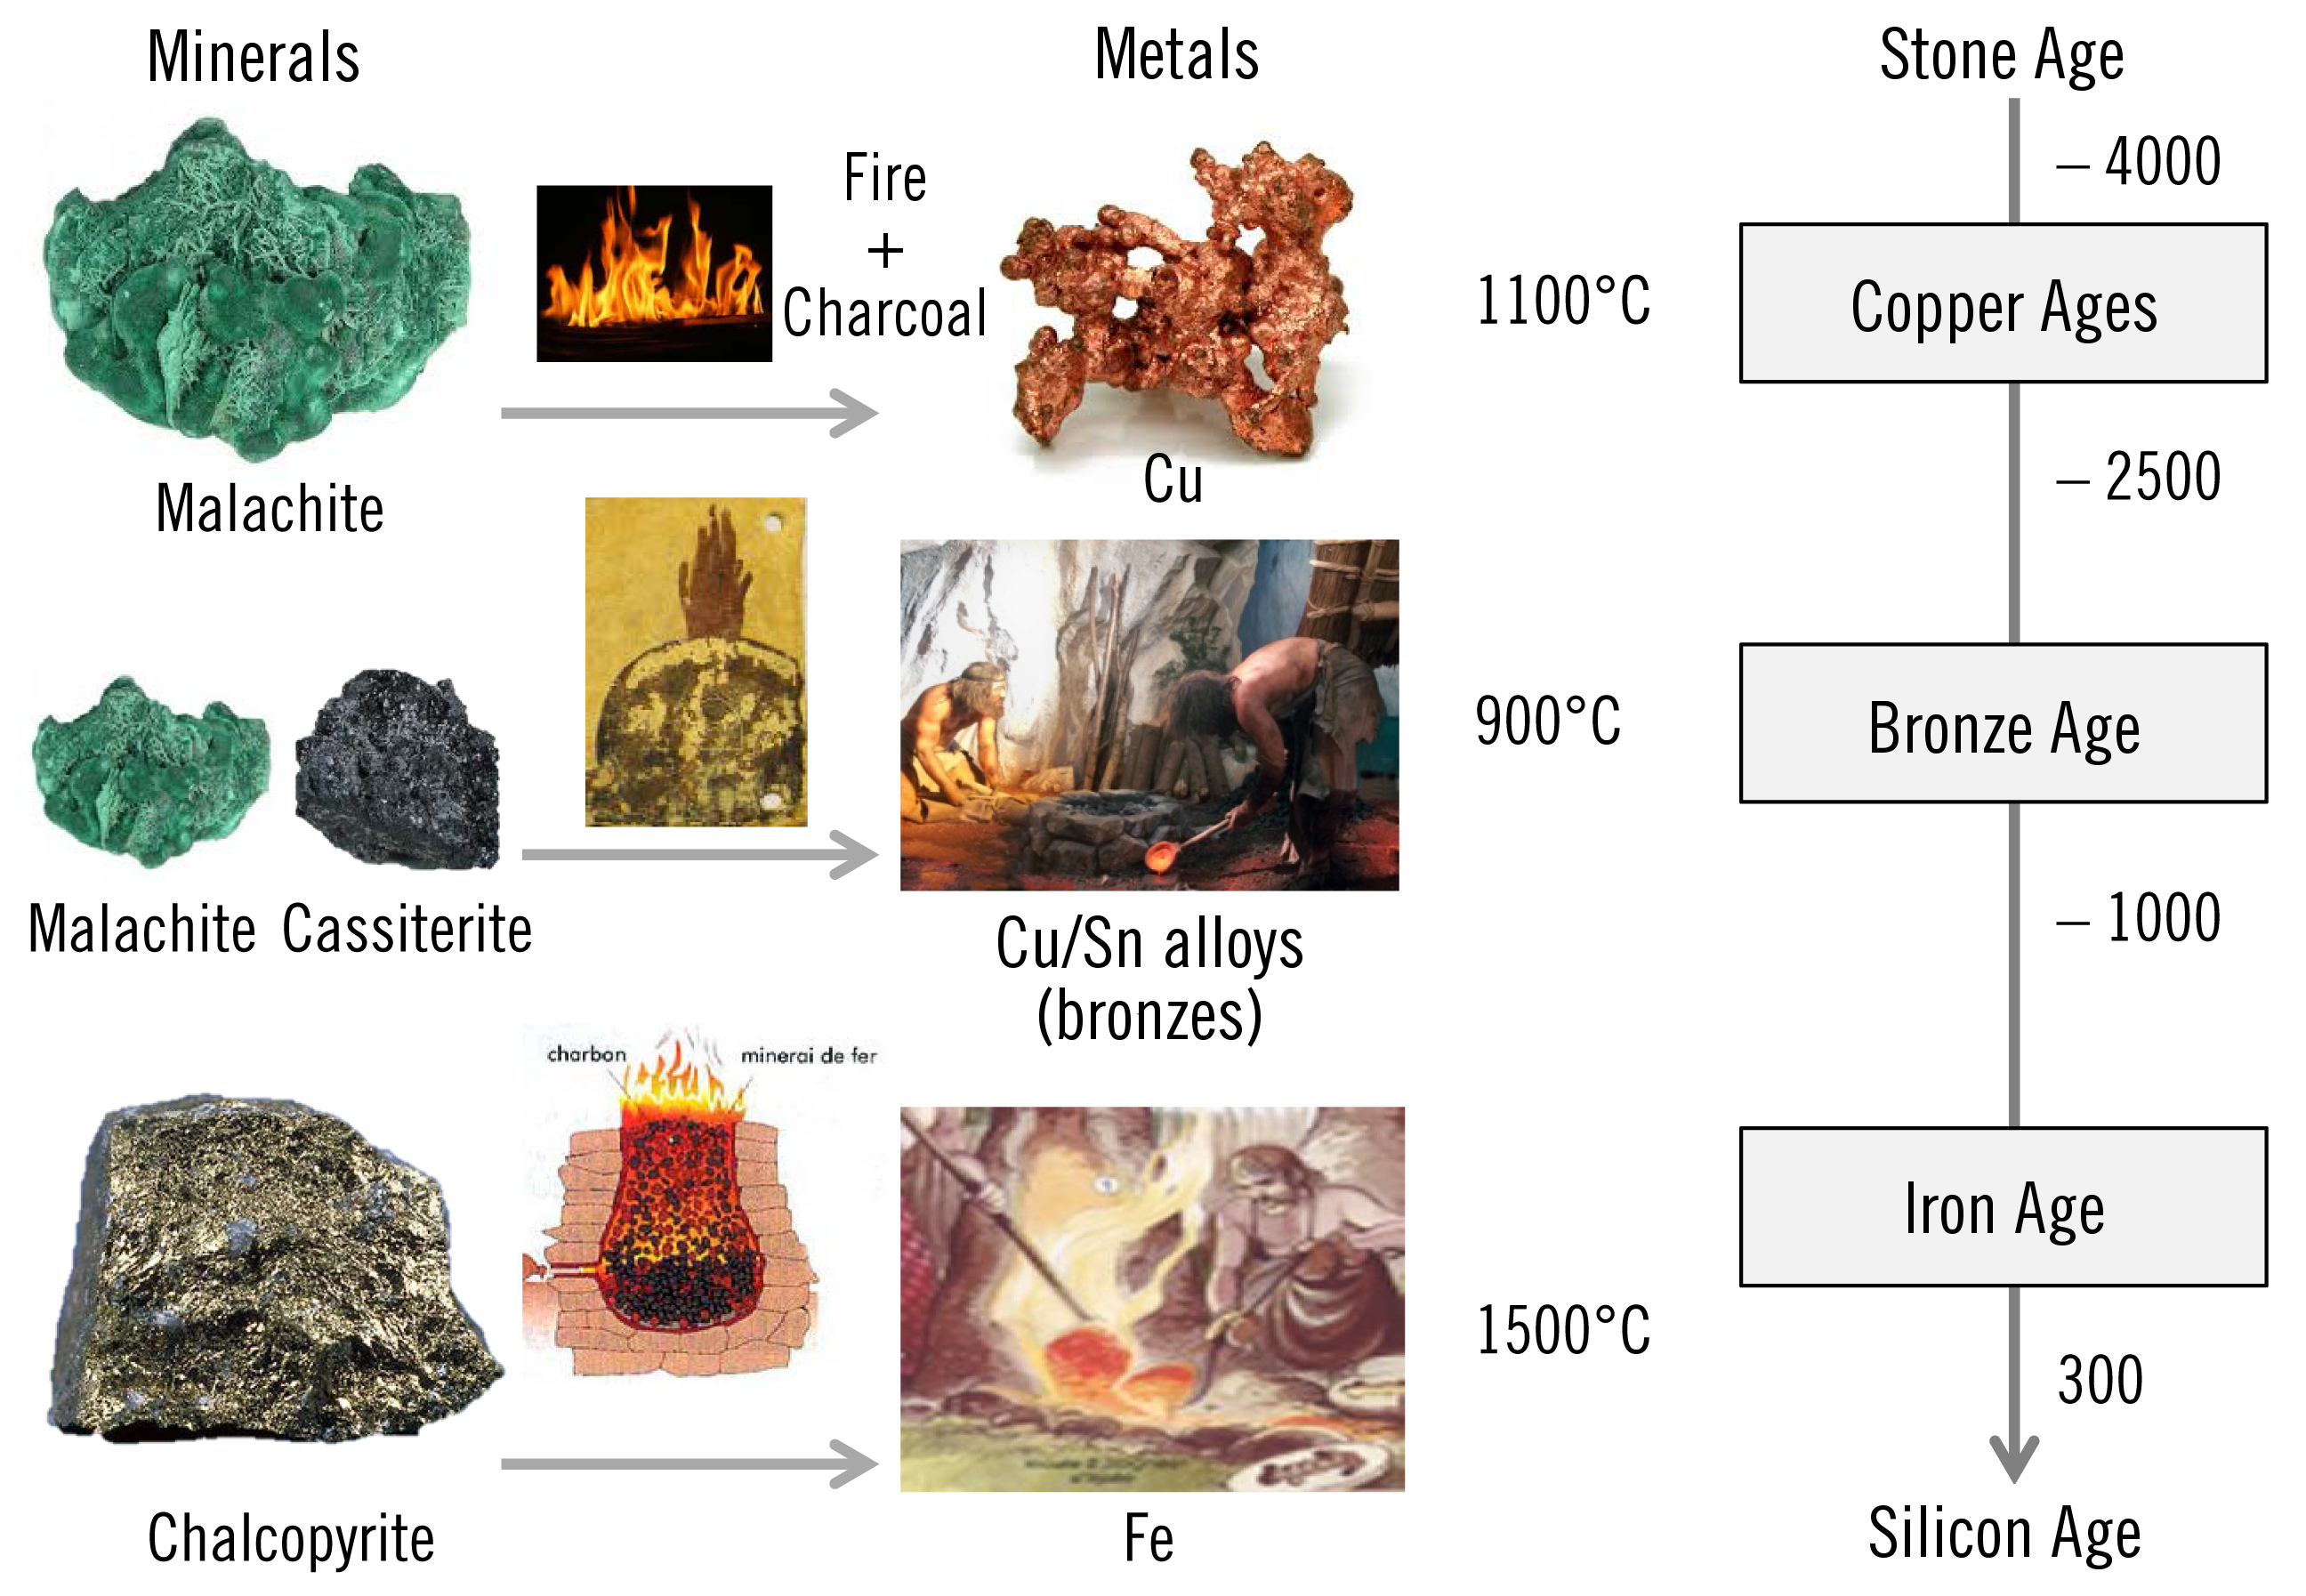 Minerals
Metals
Stone Age
Fire
+
Charcoal
– 4000
1100°C
Copper Ages
Malachite
Cu
– 2500
900°C
Bronze Age
Malachite Cassiterite
Cu/Sn alloys
(bronzes)
– 1000
charbon
minerai de fer
Iron Age
1500°C
300
Chalcopyrite
Fe
Silicon Age